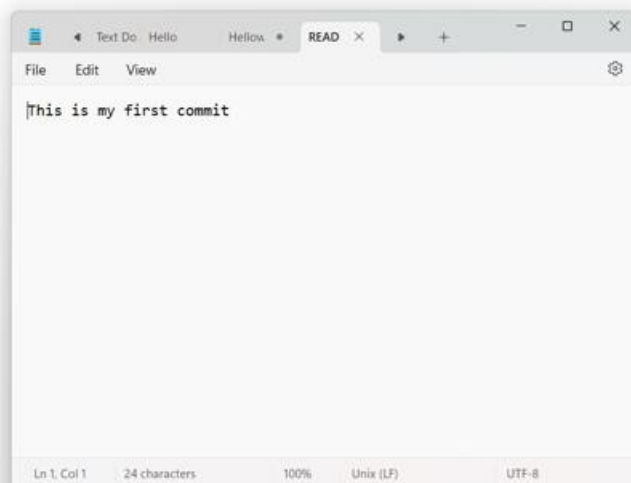 Text Do Hello Hellow READ
File Edit View
This is my first commit
Ln 1, Col 1 24 characters 100% Unix (LF) UTF-8